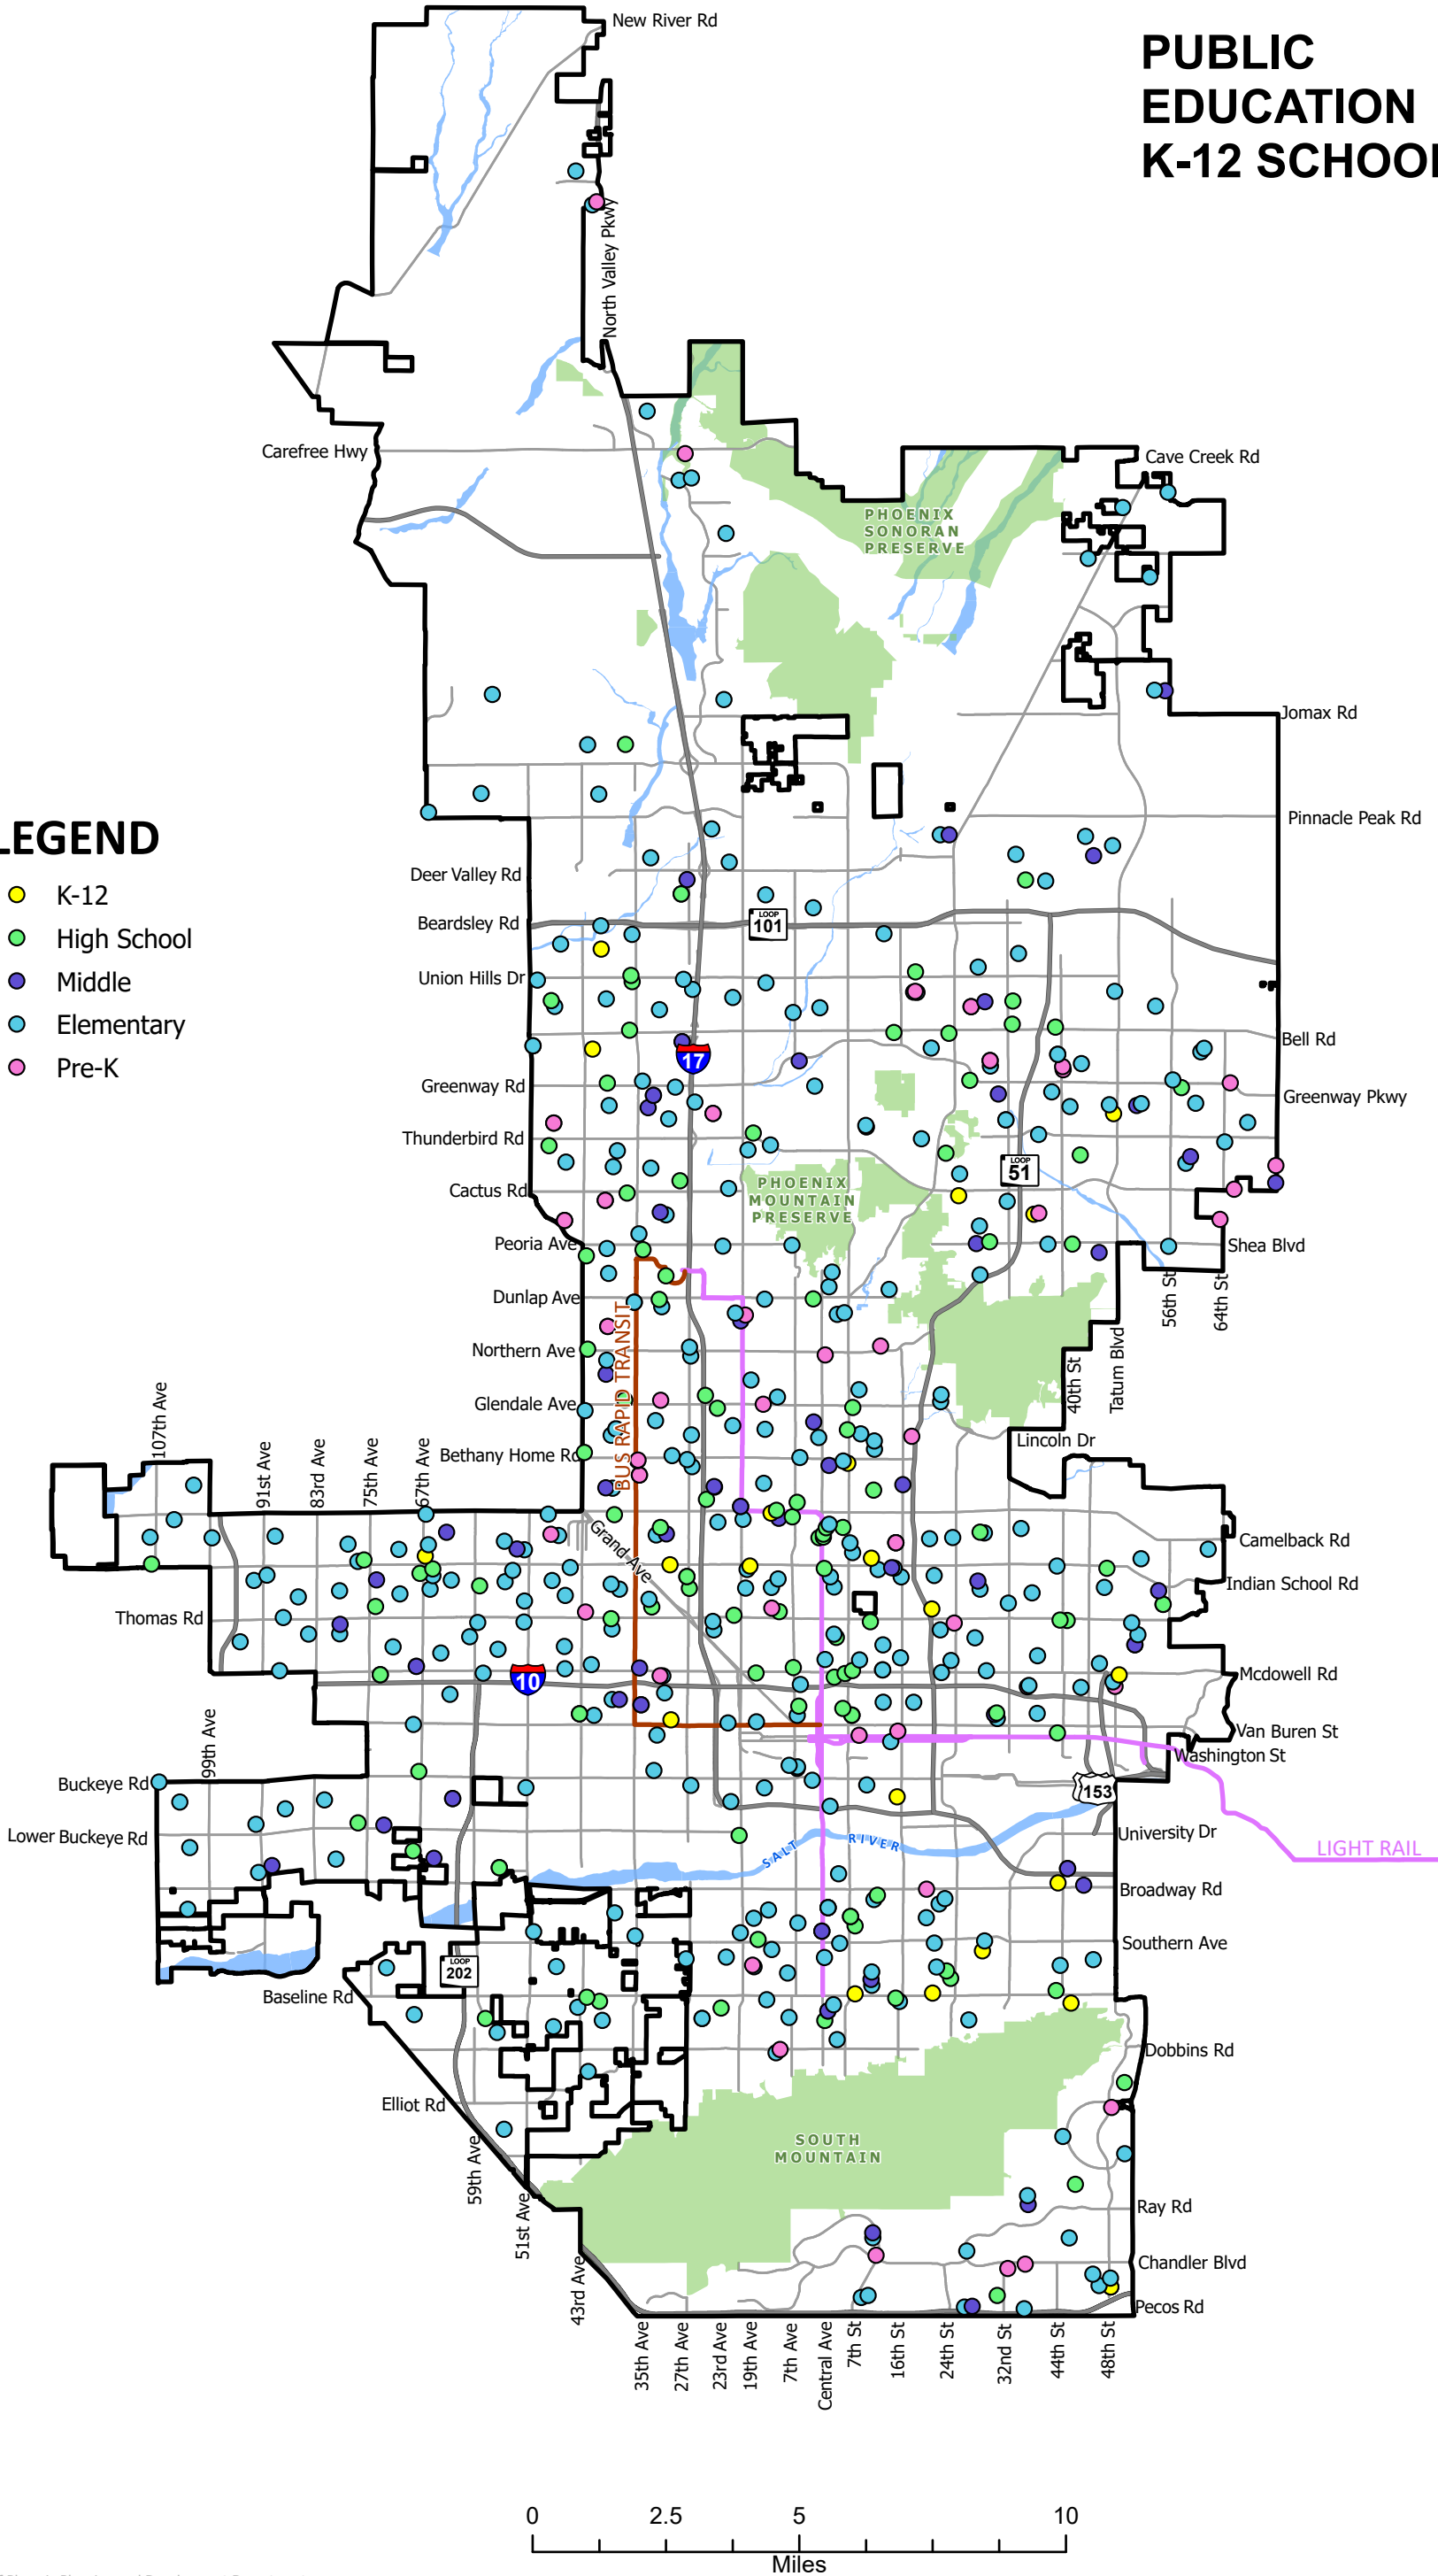 PUBLIC
EDUCATION
K-12 SCHOOL
New River Rd
North Valley Pkwy
Carefree Hwy
Cave Creek Rd
PHOENIX
SONORAN
PRESERVE
Jomax Rd
Pinnacle Peak Rd
LEGEND
K-12
High School
Middle
Elementary
Pre-K
Deer Valley Rd
Beardsley Rd
LOOP
101
Union Hills Dr
Bell Rd
17
Greenway Rd
Greenway Pkwy
Thunderbird Rd
LOOP
51
Cactus Rd
PHOENIX
MOUNTAIN
PRESERVE
Peoria Ave
Shea Blvd
56th St
64th St
Dunlap Ave
BUS RAPID TRANSIT
Northern Ave
40th St
Tatum Blvd
Glendale Ave
107th Ave
91st Ave
83rd Ave
75th Ave
67th Ave
Bethany Home Rd
Lincoln Dr
Grand Ave
Camelback Rd
Indian School Rd
Thomas Rd
10
Mcdowell Rd
99th Ave
Van Buren St
Washington St
Buckeye Rd
153
Lower Buckeye Rd
University Dr
SALT RIVER
LIGHT RAIL
Broadway Rd
Southern Ave
LOOP
202
Baseline Rd
Dobbins Rd
Elliot Rd
SOUTH
MOUNTAIN
59th Ave
51st Ave
43rd Ave
Ray Rd
Chandler Blvd
Pecos Rd
35th Ave
27th Ave
23rd Ave
19th Ave
7th Ave
Central Ave
7th St
16th St
24th St
32nd St
44th St
48th St
0 2.5 5 10
Miles